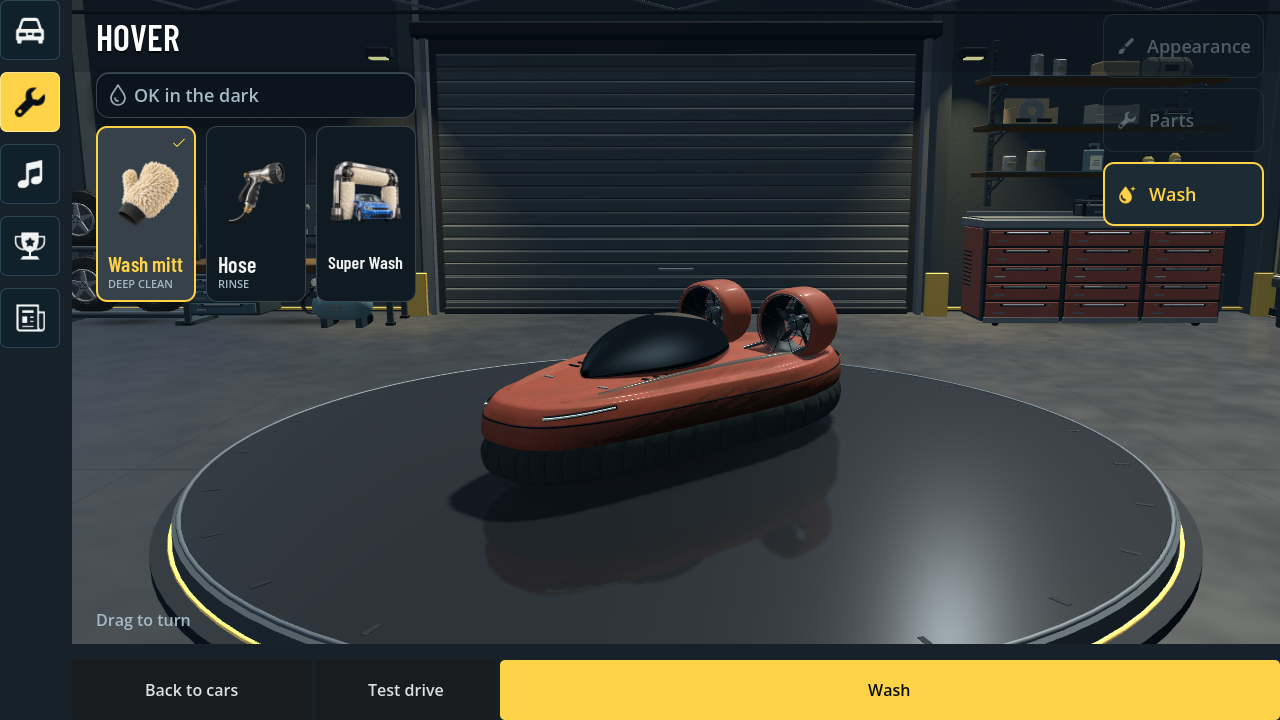 HOVER
OK in the dark
Wash mitt
DEEP CLEAN
Hose
RINSE
Super Wash
Appearance
Parts
Wash
Drag to turn
Back to cars
Test drive
Wash